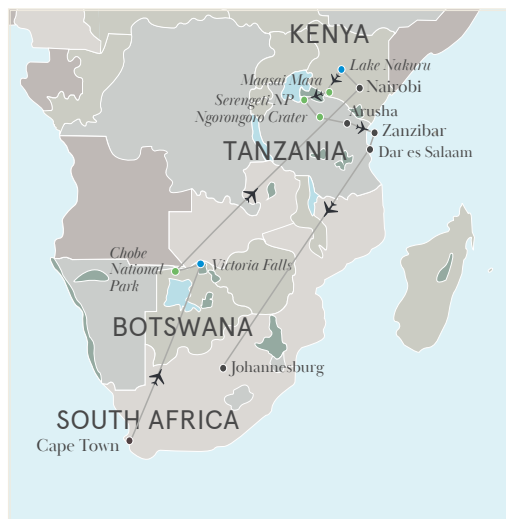 KENYA
Lake Nakuru
Maasai Mara
Nairobi
Serengeti NP
Arusha
Ngorongoro Crater
Zanzibar
TANZANIA
Dar es Salaam
Chobe
National
Park
Victoria Falls
BOTSWANA
Johannesburg
SOUTH AFRICA
Cape Town